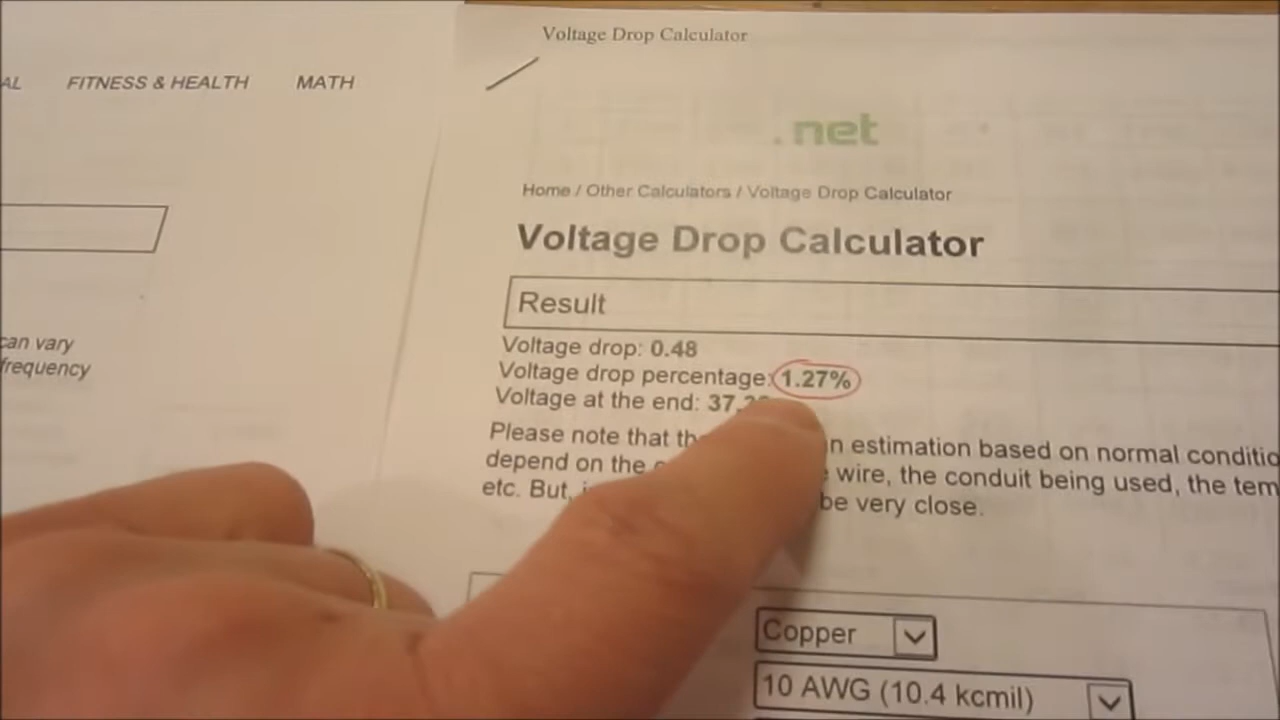 Voltage Drop Calculator
AL FITNESS & HEALTH MATH
.net
Home / Other Calculators / Voltage Drop Calculator
Voltage Drop Calculator
Result
Voltage drop: 0.48
Voltage drop percentage: 1.27%
can vary
frequency
Voltage at the end: 37.
Please note that n estimation based on normal conditio
depend on the wire, the conduit being used, the tem
etc. But, be very close.
Copper
10 AWG (10.4 kcmil)